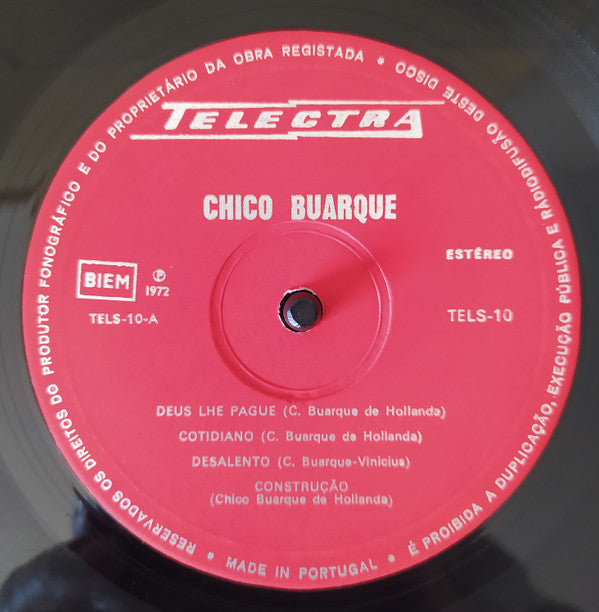 * RESERVADOS OS DIREITOS DO PRODUTOR FONOGRÁFICO E DO PROPRIETÁRIO DA OBRA REGISTADA * É PROIBIDA A DUPLICAÇÃO, EXECUÇÃO PÚBLICA E RÁDIODIFUSÃO DESTE DISCO *
TELECTRA
CHICO BUARQUE
ESTÉREO
BIEM
℗
1972
TELS-10-A
TELS-10
DEUS LHE PAGUE (C. Buarque de Hollanda)
COTIDIANO (C. Buarque de Hollanda)
DESALENTO (C. Buarque-Vinicius)
CONSTRUÇÃO
(Chico Buarque de Hollanda)
* MADE IN PORTUGAL *